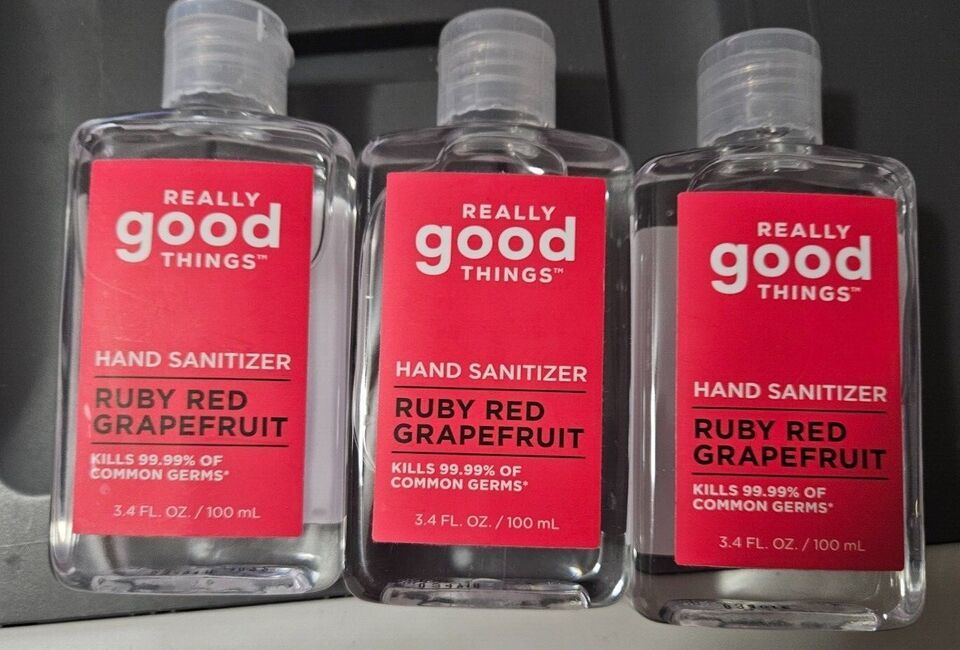 REALLY
good
THINGS™
HAND SANITIZER
RUBY RED
GRAPEFRUIT
KILLS 99.99% OF
COMMON GERMS*
3.4 FL. OZ. / 100 mL
REALLY
good
THINGS™
HAND SANITIZER
RUBY RED
GRAPEFRUIT
KILLS 99.99% OF
COMMON GERMS*
3.4 FL. OZ. / 100 mL
REALLY
good
THINGS™
HAND SANITIZER
RUBY RED
GRAPEFRUIT
KILLS 99.99% OF
COMMON GERMS*
3.4 FL. OZ. / 100 mL